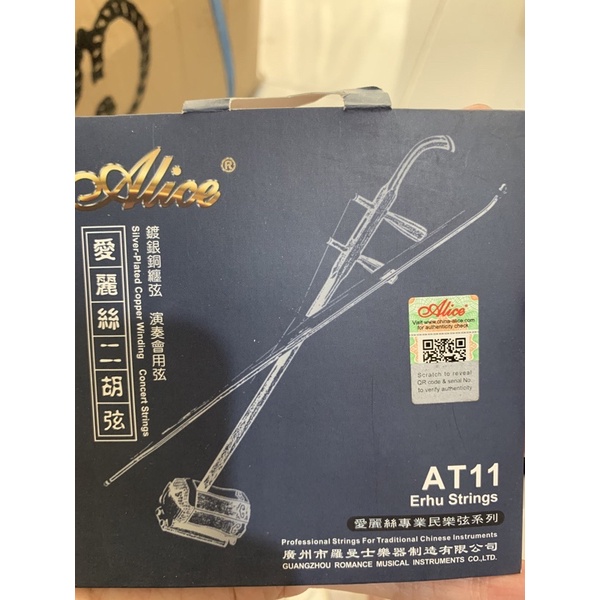 Alice®
愛麗絲二胡弦
鍍銀銅纏弦 演奏會用弦
Silver-Plated Copper Winding Concert Strings
Alice®
Visit www.china-alice.com
for authenticity check.
Scratch to reveal
QR code & serial No.
to verify authenticity
AT11
Erhu Strings
愛麗絲專業民樂弦系列
Professional Strings For Traditional Chinese Instruments
廣州市羅曼士樂器制造有限公司
GUANGZHOU ROMANCE MUSICAL INSTRUMENTS CO.,LTD.